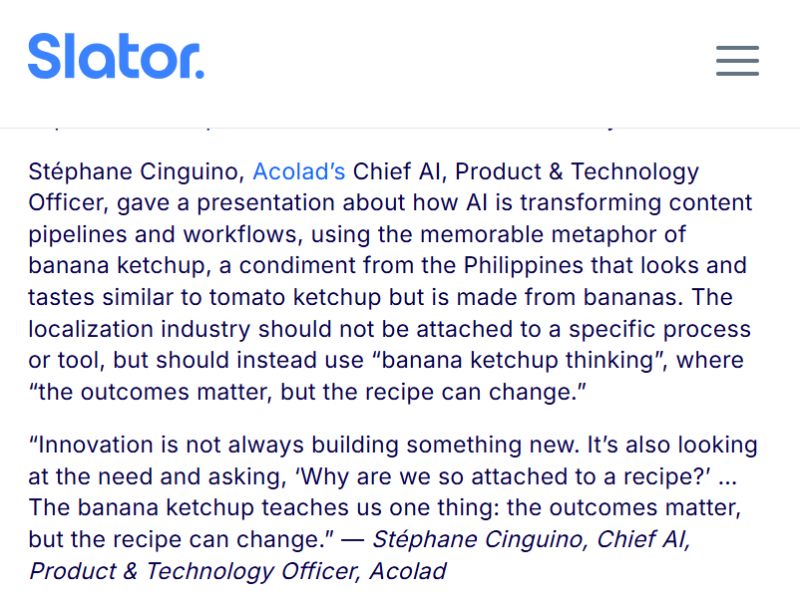 Slator.
Stéphane Cinguino, Acolad’s Chief AI, Product & Technology
Officer, gave a presentation about how AI is transforming content
pipelines and workflows, using the memorable metaphor of
banana ketchup, a condiment from the Philippines that looks and
tastes similar to tomato ketchup but is made from bananas. The
localization industry should not be attached to a specific process
or tool, but should instead use “banana ketchup thinking”, where
“the outcomes matter, but the recipe can change.”
“Innovation is not always building something new. It’s also looking
at the need and asking, ‘Why are we so attached to a recipe?’ ...
The banana ketchup teaches us one thing: the outcomes matter,
but the recipe can change.” — Stéphane Cinguino, Chief AI,
Product & Technology Officer, Acolad